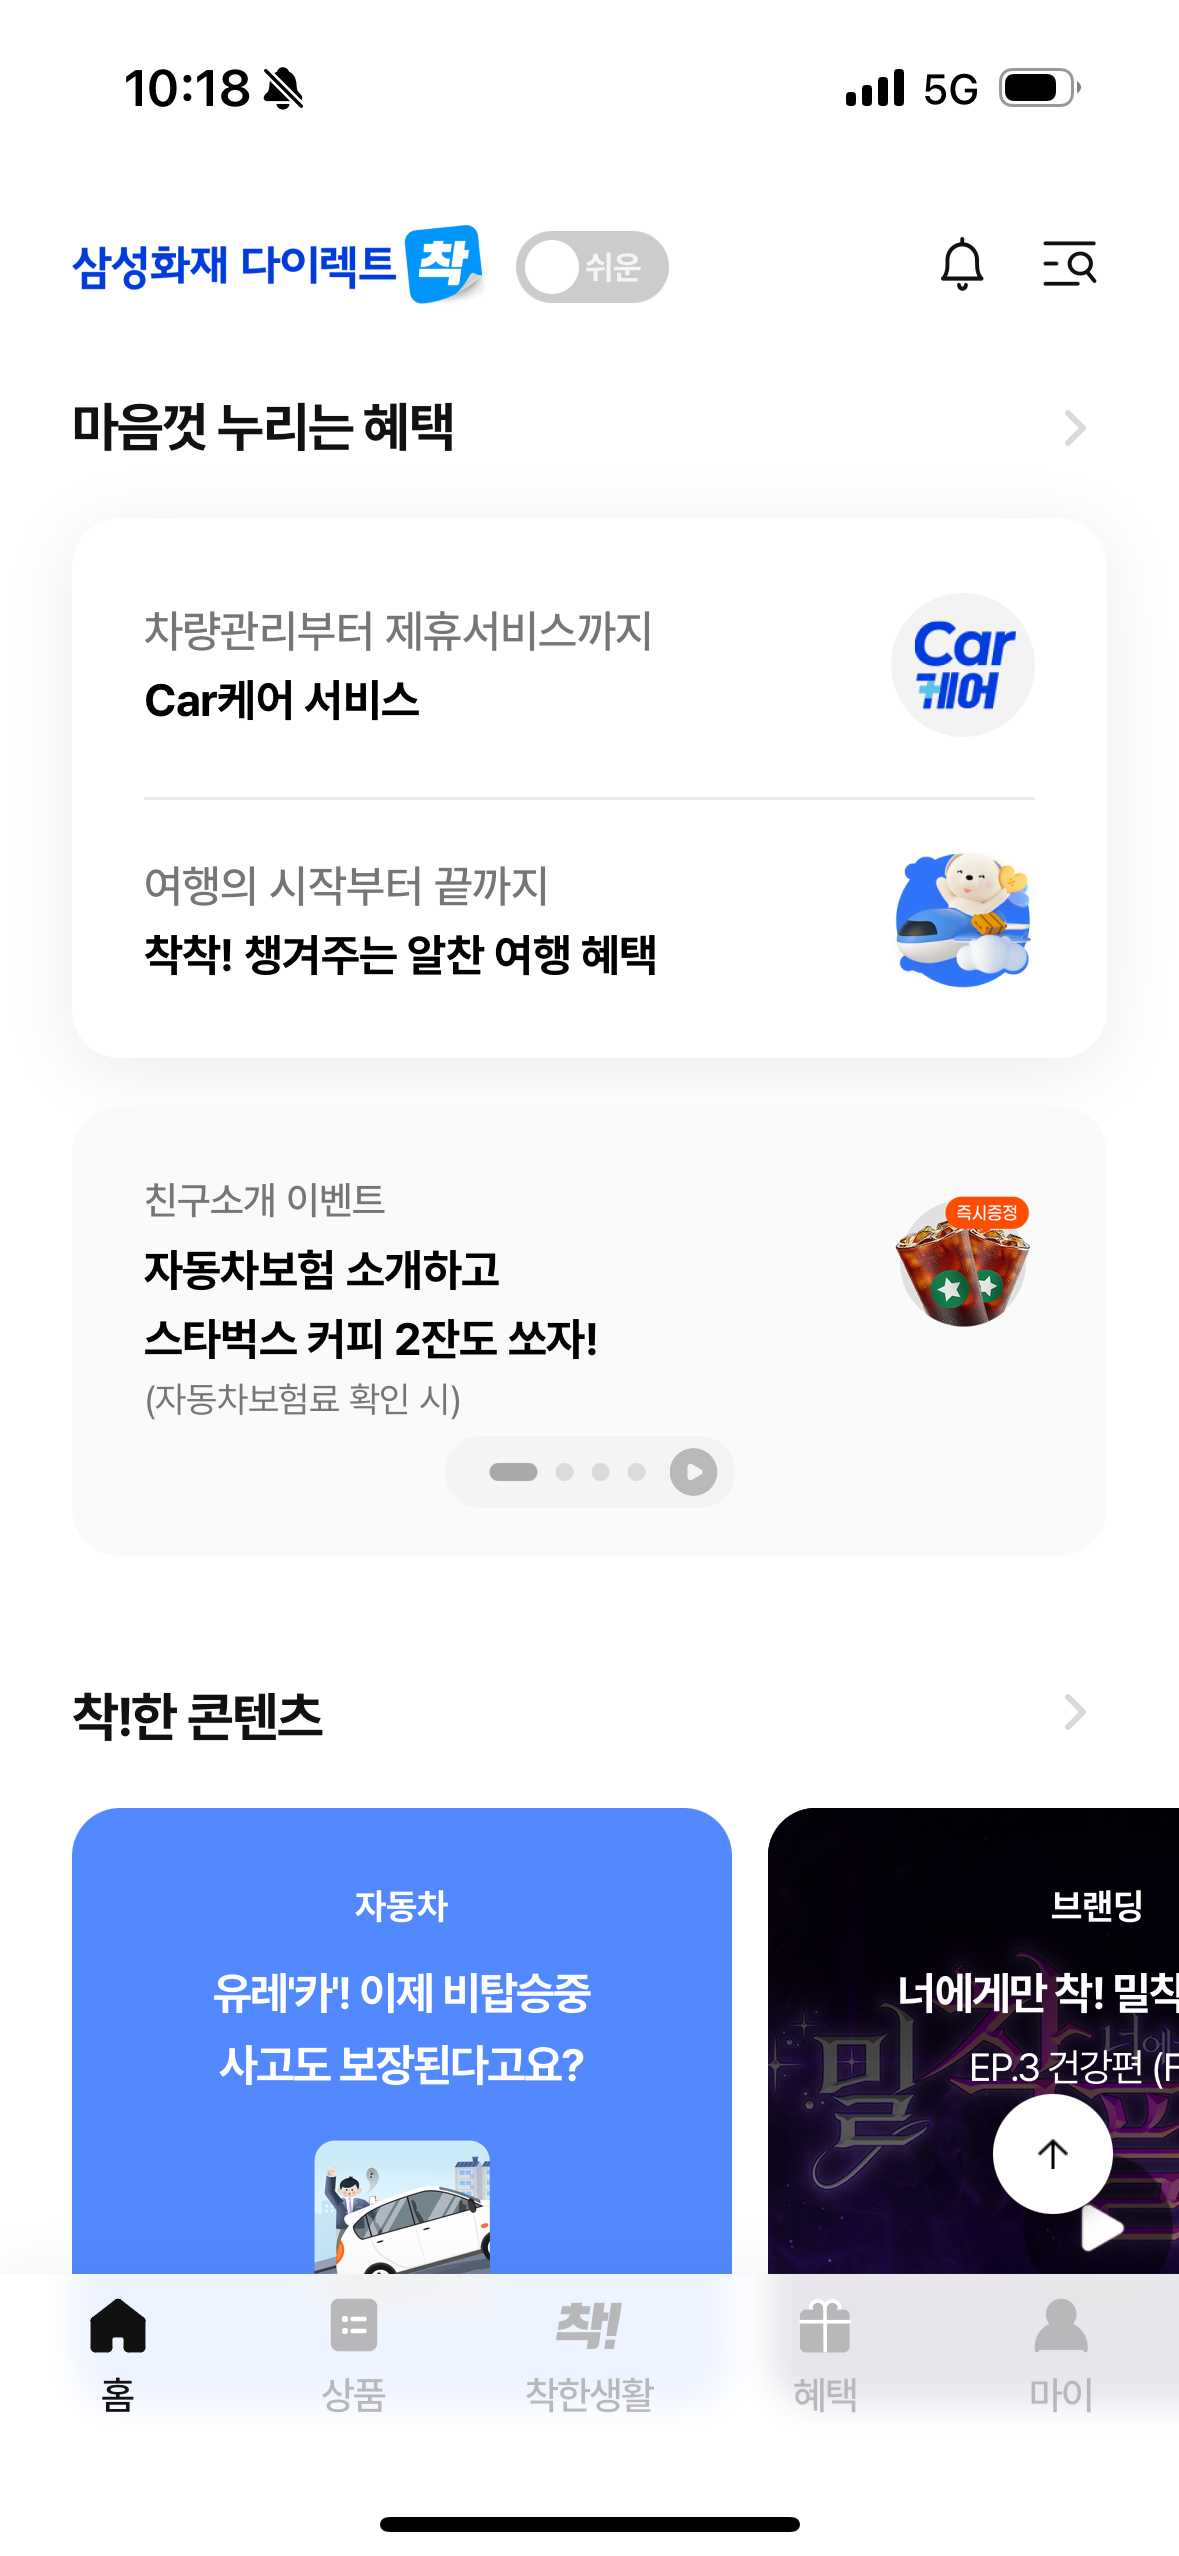 10:18
5G
삼성화재 다이렉트 착
쉬운
마음껏 누리는 혜택
차량관리부터 제휴서비스까지
Car케어 서비스
Car
케어
여행의 시작부터 끝까지
착착! 챙겨주는 알찬 여행 혜택
친구소개 이벤트
자동차보험 소개하고
스타벅스 커피 2잔도 쏘자!
(자동차보험료 확인 시)
즉시증정
착!한 콘텐츠
자동차
유레'카'! 이제 비탑승중
사고도 보장된다고요?
브랜딩
너에게만 착! 밀착
EP.3 건강편 (F
밀착
홈
상품
착!
착한생활
혜택
마이